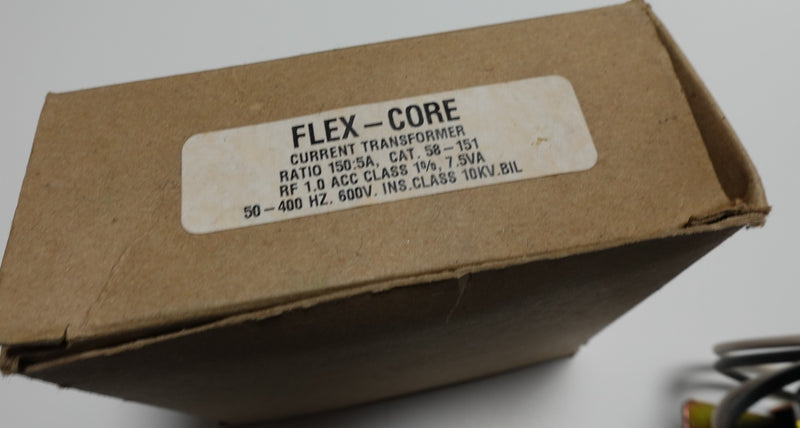 FLEX-CORE
CURRENT TRANSFORMER
RATIO 150:5A, CAT. 58-151
RF 1.0 ACC CLASS 1%, 7.5VA
50-400 HZ. 600V. INS.CLASS 10KV.BIL